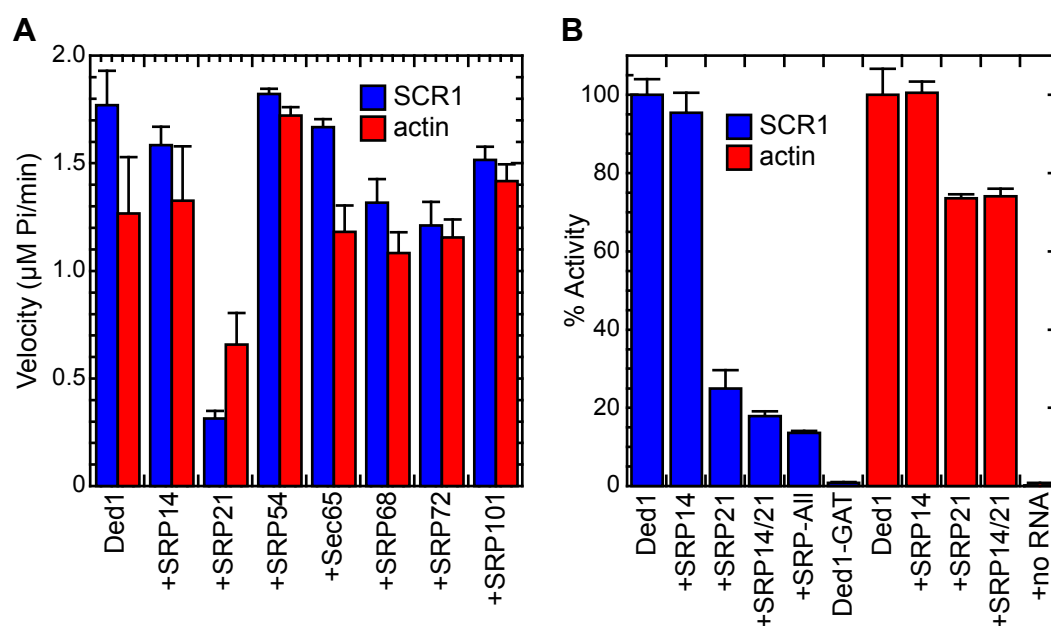 A
Velocity (µM Pi/min)
2.0
1.5
1.0
0.5
0
SCR1
actin
Ded1
+SRP14
+SRP21
+SRP54
+Sec65
+SRP68
+SRP72
+SRP101
B
% Activity
100
80
60
40
20
0
SCR1
actin
Ded1
+SRP14
+SRP21
+SRP14/21
+SRP-All
Ded1-GAT
Ded1
+SRP14
+SRP21
+SRP14/21
+no RNA